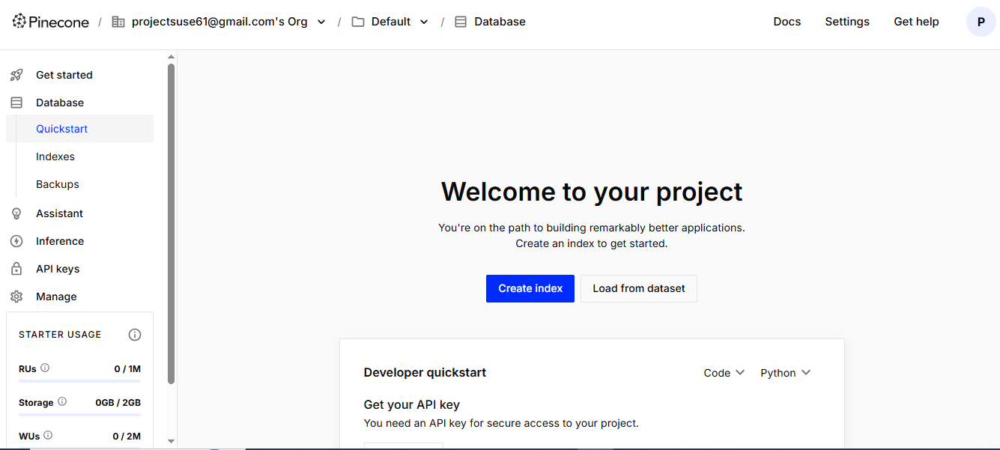 Pinecone / projectsuse61@gmail.com's Org / Default / Database Docs Settings Get help P
Get started
Database
Quickstart
Indexes
Backups
Assistant
Inference
API keys
Manage
STARTER USAGE
RUs 0 / 1M
Storage 0GB / 2GB
WUs 0 / 2M
Welcome to your project
You're on the path to building remarkably better applications.
Create an index to get started.
Create index Load from dataset
Developer quickstart Code Python
Get your API key
You need an API key for secure access to your project.